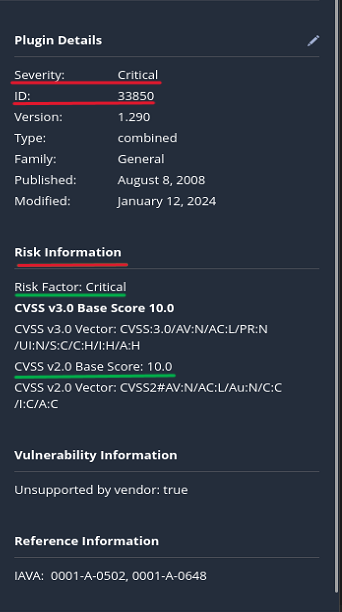 Plugin Details
Severity: Critical
ID: 33850
Version: 1.290
Type: combined
Family: General
Published: August 8, 2008
Modified: January 12, 2024
Risk Information
Risk Factor: Critical
CVSS v3.0 Base Score 10.0
CVSS v3.0 Vector: CVSS:3.0/AV:N/AC:L/PR:N
/UI:N/S:C/C:H/I:H/A:H
CVSS v2.0 Base Score: 10.0
CVSS v2.0 Vector: CVSS2#AV:N/AC:L/Au:N/C:C
/I:C/A:C
Vulnerability Information
Unsupported by vendor: true
Reference Information
IAVA: 0001-A-0502, 0001-A-0648